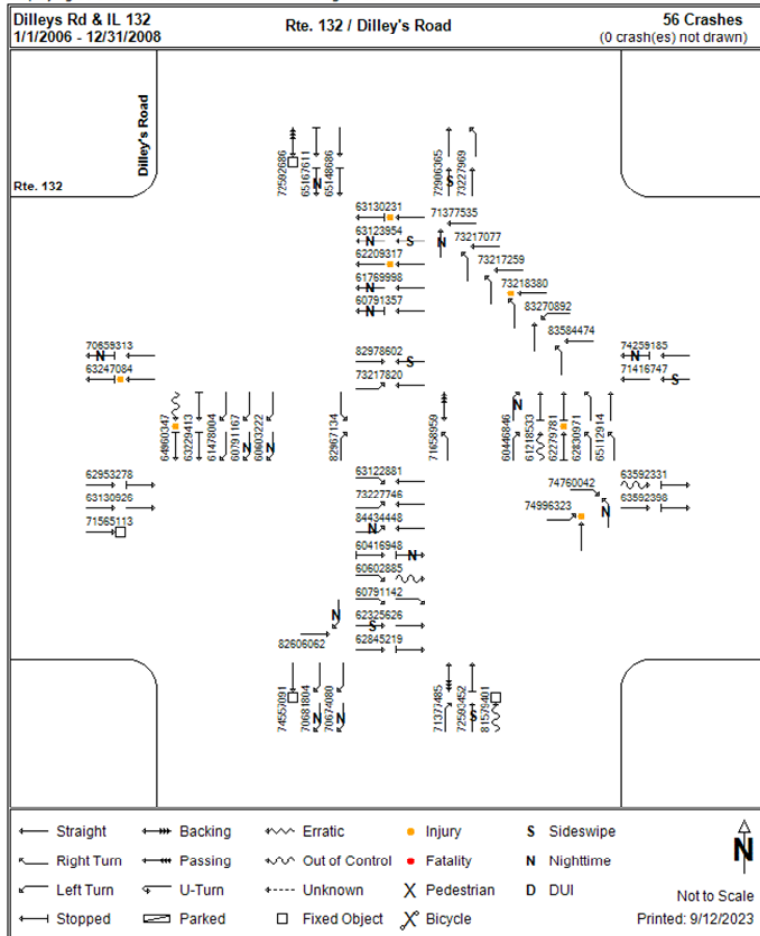 Dilleys Rd & IL 132
1/1/2006 - 12/31/2008
Rte. 132 / Dilley's Road
56 Crashes
(0 crash(es) not drawn)
Dilley's Road
Rte. 132
72592686
65167611
N
65148686
72906365
S
73227969
63130231
63123954
N S
62209317
61769998
N
60791357
N
71377535
N
73217077
73217259
73218380
83270892
83584474
70659313
N
63247084
82978602
S
73217820
74259185
N
71416747
S
64960347
63229413
61478004
60791167
N
60603222
N
82967134
71658959
60446846
N
61218533
62279781
62830971
65112914
62953278
63130926
71565113
63122881
73227746
84434448
N
60416948
N
60602885
60791142
62325626
S
62845219
74760042
N
74996323
63592331
63592398
N
82606062
74557091
70681804
N
70674080
N
71377485
72593452
S
81579401
Straight Backing Erratic Injury S Sideswipe
Right Turn Passing Out of Control Fatality N Nighttime
Left Turn U-Turn Unknown X Pedestrian D DUI
Stopped Parked Fixed Object Bicycle
N
Not to Scale
Printed: 9/12/2023